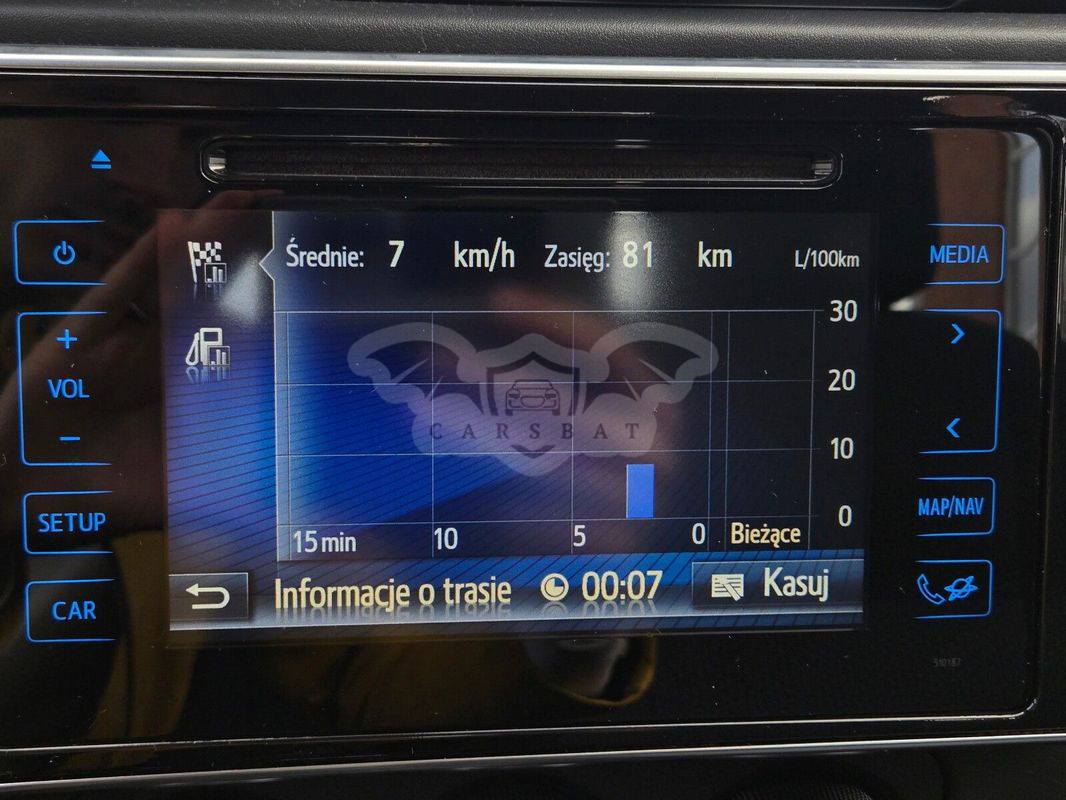 Średnie: 7 km/h Zasięg: 81 km L/100km
MEDIA
+
VOL
−
30
20
10
0
CARSBAT
15 min 10 5 0 Bieżące
SETUP
MAP/NAV
Informacje o trasie 00:07 Kasuj
CAR
510187